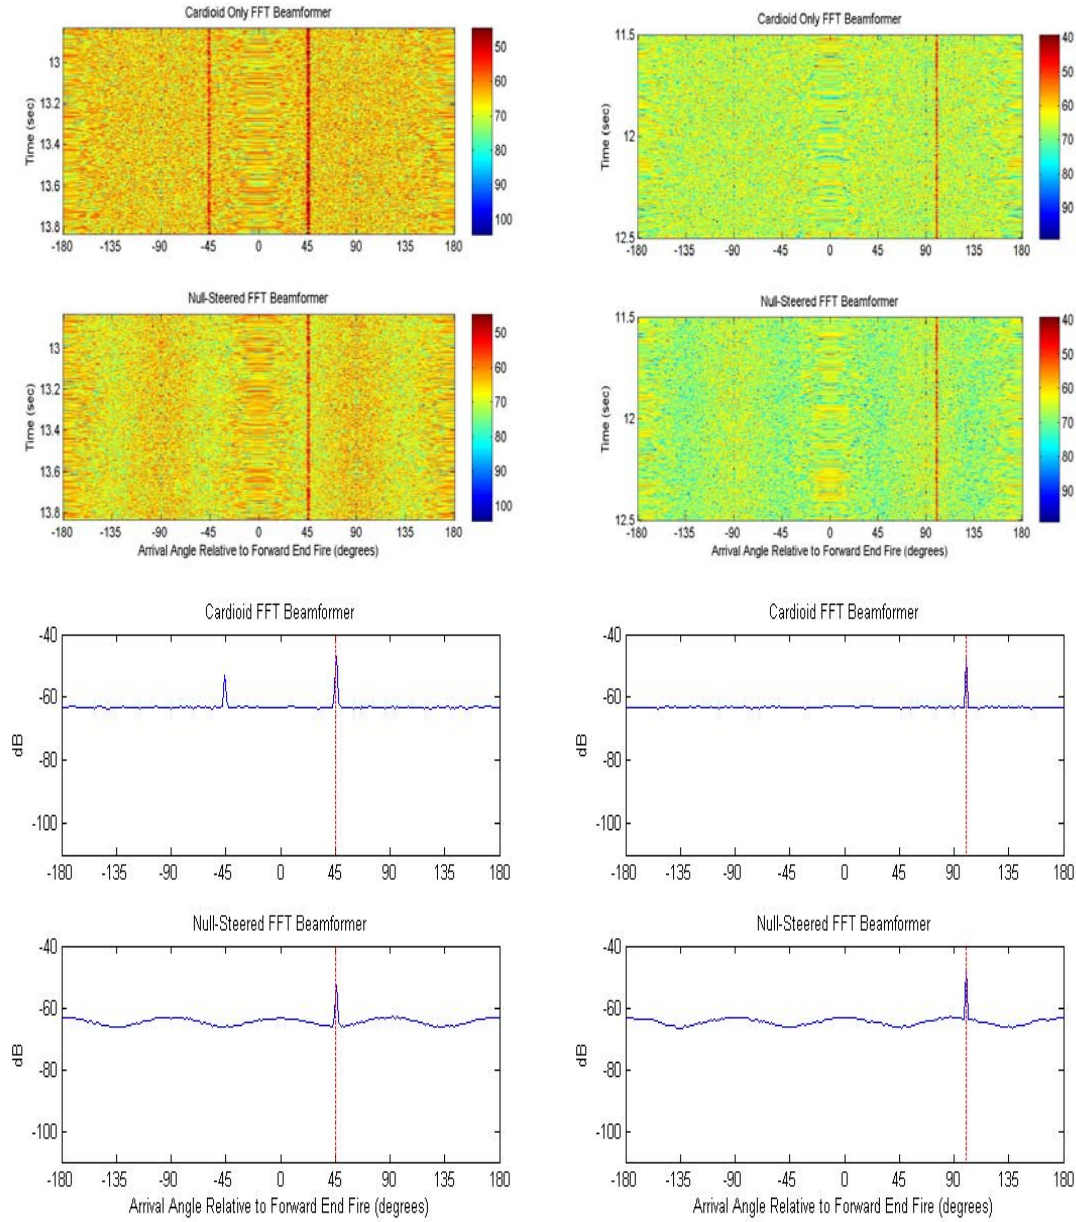 Cardioid Only FFT Beamformer
Time (sec)
13
13.2
13.4
13.6
13.8
-180 -135 -90 -45 0 45 90 135 180
50
60
70
80
90
100
Cardioid Only FFT Beamformer
Time (sec)
11.5
12
12.5
-180 -135 -90 -45 0 45 90 135 180
40
50
60
70
80
90
Null-Steered FFT Beamformer
Time (sec)
13
13.2
13.4
13.6
13.8
-180 -135 -90 -45 0 45 90 135 180
Arrival Angle Relative to Forward End Fire (degrees)
50
60
70
80
90
100
Null-Steered FFT Beamformer
Time (sec)
11.5
12
12.5
-180 -135 -90 -45 0 45 90 135 180
Arrival Angle Relative to Forward End Fire (degrees)
40
50
60
70
80
90
Cardioid FFT Beamformer
dB
-40
-60
-80
-100
-180 -135 -90 -45 0 45 90 135 180
Cardioid FFT Beamformer
dB
-40
-60
-80
-100
-180 -135 -90 -45 0 45 90 135 180
Null-Steered FFT Beamformer
dB
-40
-60
-80
-100
-180 -135 -90 -45 0 45 90 135 180
Arrival Angle Relative to Forward End Fire (degrees)
Null-Steered FFT Beamformer
dB
-40
-60
-80
-100
-180 -135 -90 -45 0 45 90 135 180
Arrival Angle Relative to Forward End Fire (degrees)